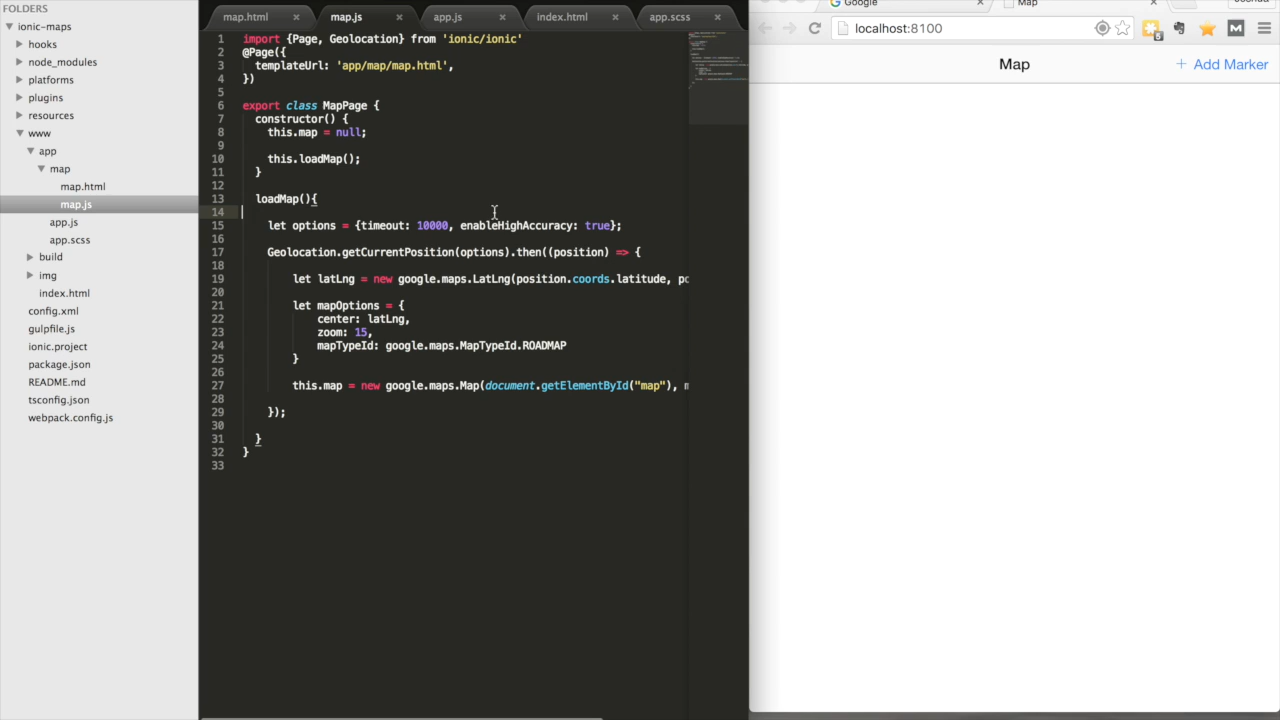 FOLDERS
ionic-maps
hooks
node_modules
plugins
resources
www
app
map
map.html
map.js
app.js
app.scss
build
img
index.html
config.xml
gulpfile.js
ionic.project
package.json
README.md
tsconfig.json
webpack.config.js
map.html
map.js
app.js
index.html
app.scss
1 import {Page, Geolocation} from 'ionic/ionic'
2 @Page({
3 templateUrl: 'app/map/map.html'
4 })
5
6 export class MapPage {
7 constructor() {
8 this.map = null;
9
10 this.loadMap();
11 }
12
13 loadMap(){
14
15 let options = {timeout: 10000, enableHighAccuracy: true};
16
17 Geolocation.getCurrentPosition(options).then((position) => {
18
19 let latLng = new google.maps.LatLng(position.coords.latitude, po
20
21 let mapOptions = {
22 center: latLng,
23 zoom: 15,
24 mapTypeId: google.maps.MapTypeId.ROADMAP
25 }
26
27 this.map = new google.maps.Map(document.getElementById("map"), m
28
29 });
30
31 }
32 }
33
Google
Map
localhost:8100
Map
+ Add Marker